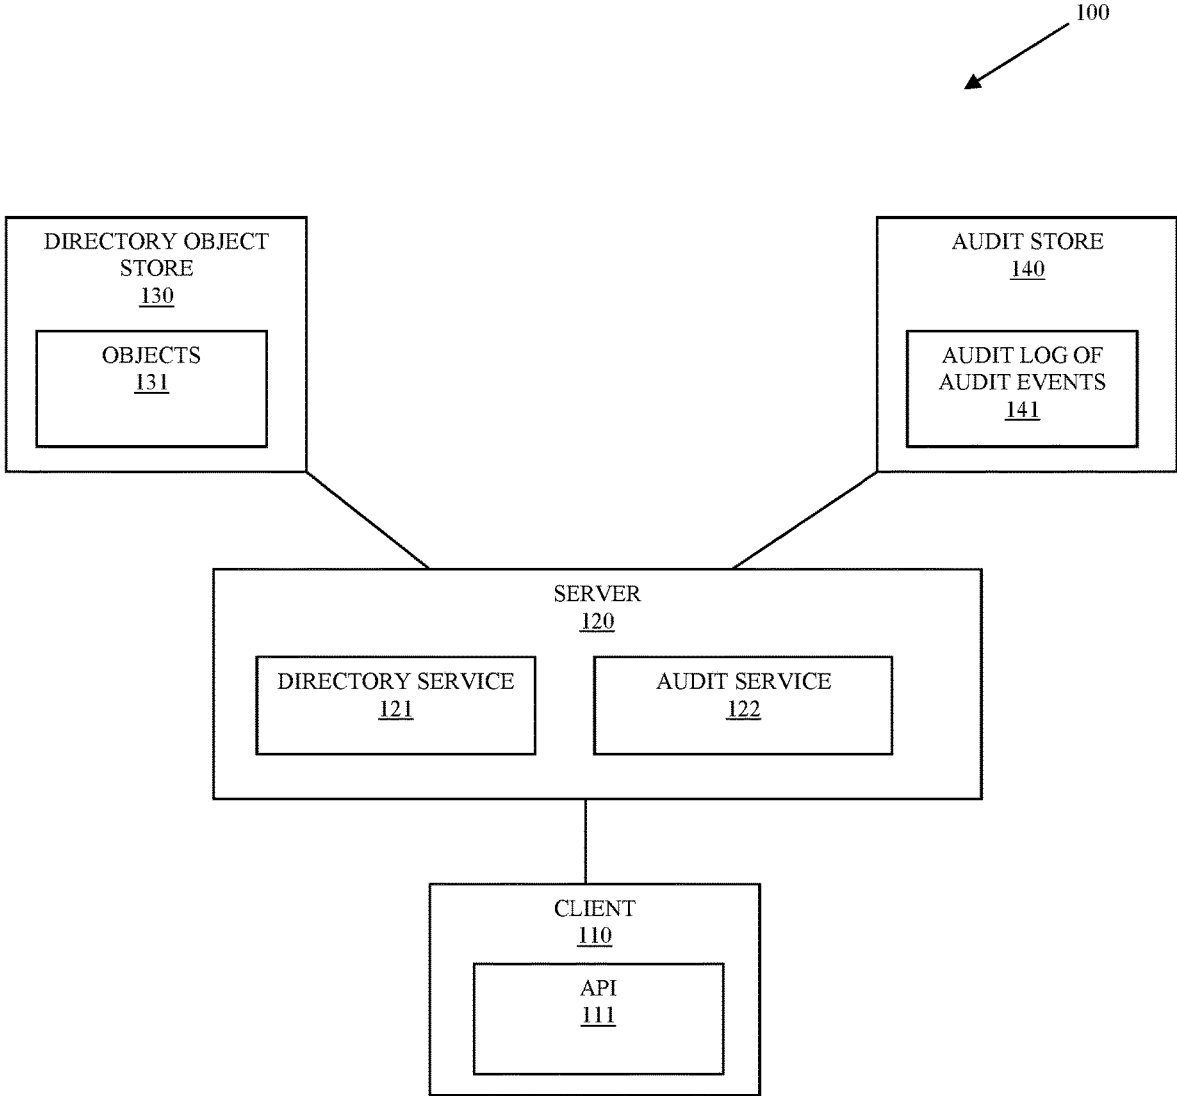 100
DIRECTORY OBJECT
STORE
130
OBJECTS
131
AUDIT STORE
140
AUDIT LOG OF
AUDIT EVENTS
141
SERVER
120
DIRECTORY SERVICE
121
AUDIT SERVICE
122
CLIENT
110
API
111